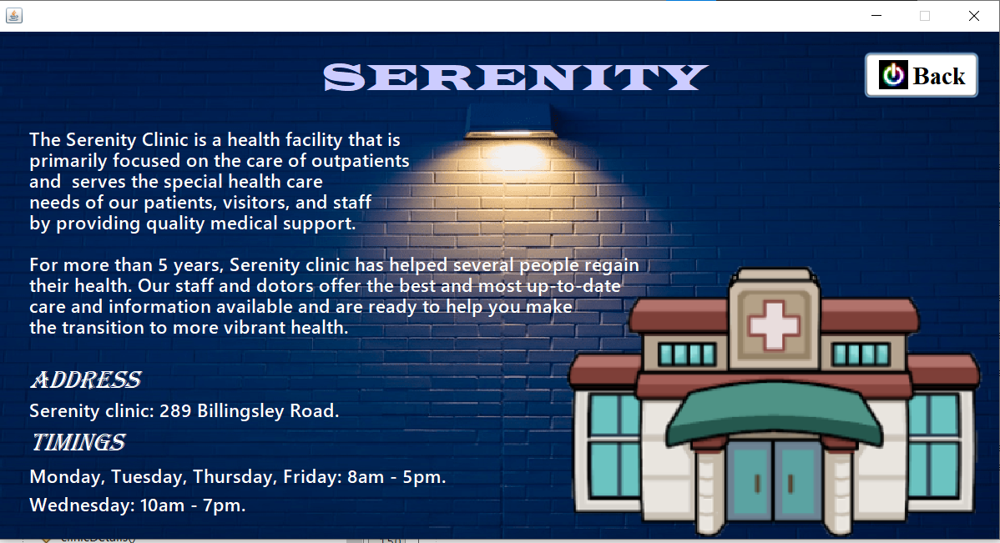 SERENITY
Back
The Serenity Clinic is a health facility that is
primarily focused on the care of outpatients
and  serves the special health care
needs of our patients, visitors, and staff
by providing quality medical support.
For more than 5 years, Serenity clinic has helped several people regain
their health. Our staff and dotors offer the best and most up-to-date
care and information available and are ready to help you make
the transition to more vibrant health.
ADDRESS
Serenity clinic: 289 Billingsley Road.
TIMINGS
Monday, Tuesday, Thursday, Friday: 8am - 5pm.
Wednesday: 10am - 7pm.
clinicDetails()
150